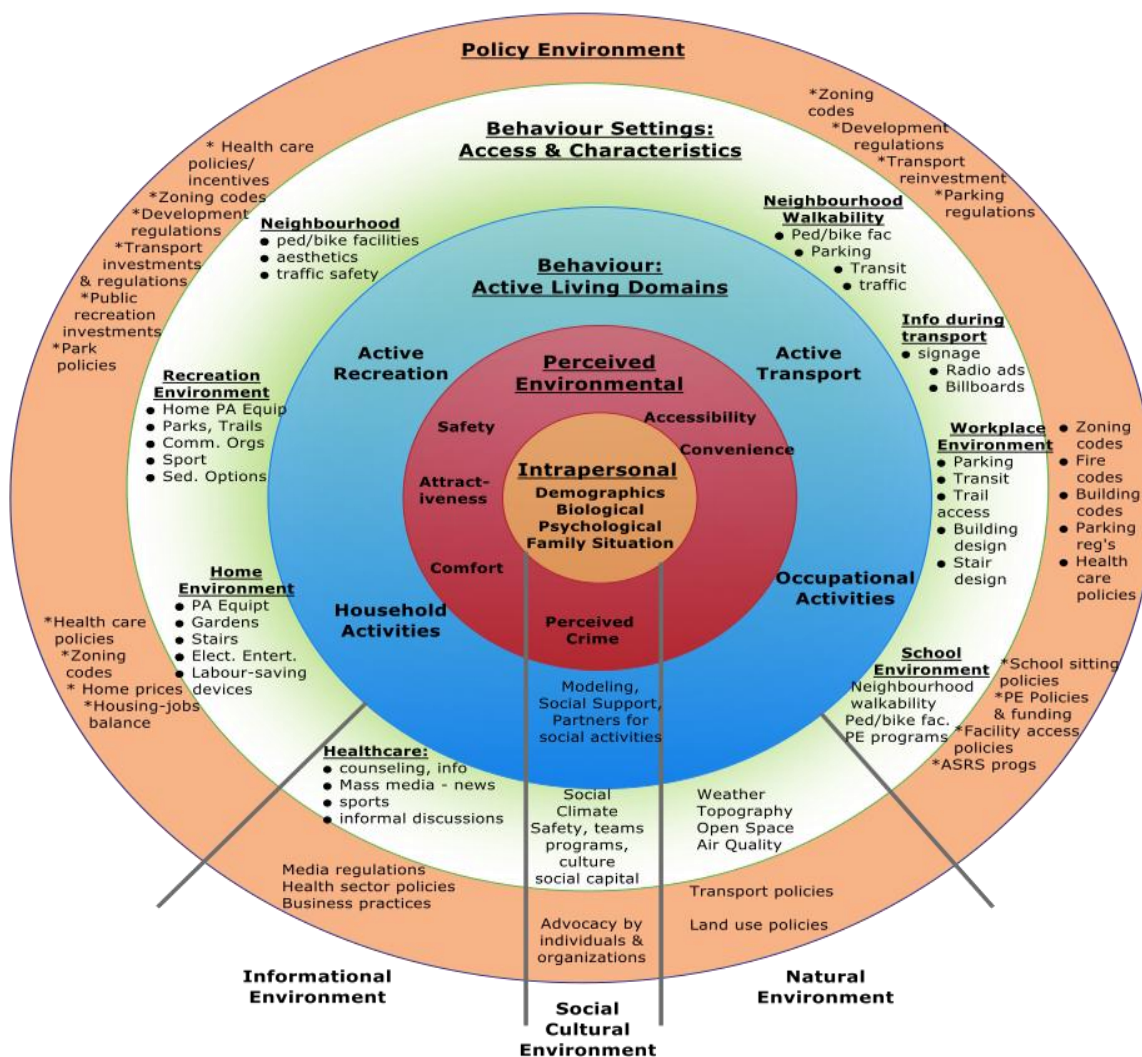 Policy Environment
Behaviour Settings:
Access & Characteristics
* Health care
policies/
incentives
*Zoning codes
*Development
regulations
*Transport
investments
& regulations
*Public
recreation
investments
*Park
policies
*Zoning
codes
*Development
regulations
*Transport
reinvestment
*Parking
regulations
Neighbourhood
● ped/bike facilities
● aesthetics
● traffic safety
Neighbourhood
Walkability
● Ped/bike fac
● Parking
● Transit
● traffic
Behaviour:
Active Living Domains
Info during
transport
● signage
● Radio ads
● Billboards
Active
Recreation
Active
Transport
Perceived
Environmental
Recreation
Environment
● Home PA Equip
● Parks, Trails
● Comm. Orgs
● Sport
● Sed. Options
Safety
Attract-
iveness
Comfort
Accessibility
Convenience
Intrapersonal
Demographics
Biological
Psychological
Family Situation
Workplace
Environment
● Parking
● Transit
● Trail
access
● Building
design
● Stair
design
● Zoning
codes
● Fire
codes
● Building
codes
● Parking
reg's
● Health
care
policies
Home
Environment
● PA Equipt
● Gardens
● Stairs
● Elect. Entert.
● Labour-saving
devices
Household
Activities
Perceived
Crime
Occupational
Activities
*Health care
policies
*Zoning
codes
* Home prices
*Housing-jobs
balance
School
Environment
Neighbourhood
walkability
Ped/bike fac.
PE programs
*School sitting
policies
*PE Policies
& funding
*Facility access
policies
*ASRS progs
Modeling,
Social Support,
Partners for
social activities
Healthcare:
● counseling, info
● Mass media - news
● sports
● informal discussions
Social
Climate
Safety, teams
programs,
culture
social capital
Weather
Topography
Open Space
Air Quality
Media regulations
Health sector policies
Business practices
Advocacy by
individuals &
organizations
Transport policies
Land use policies
Informational
Environment
Social
Cultural
Environment
Natural
Environment